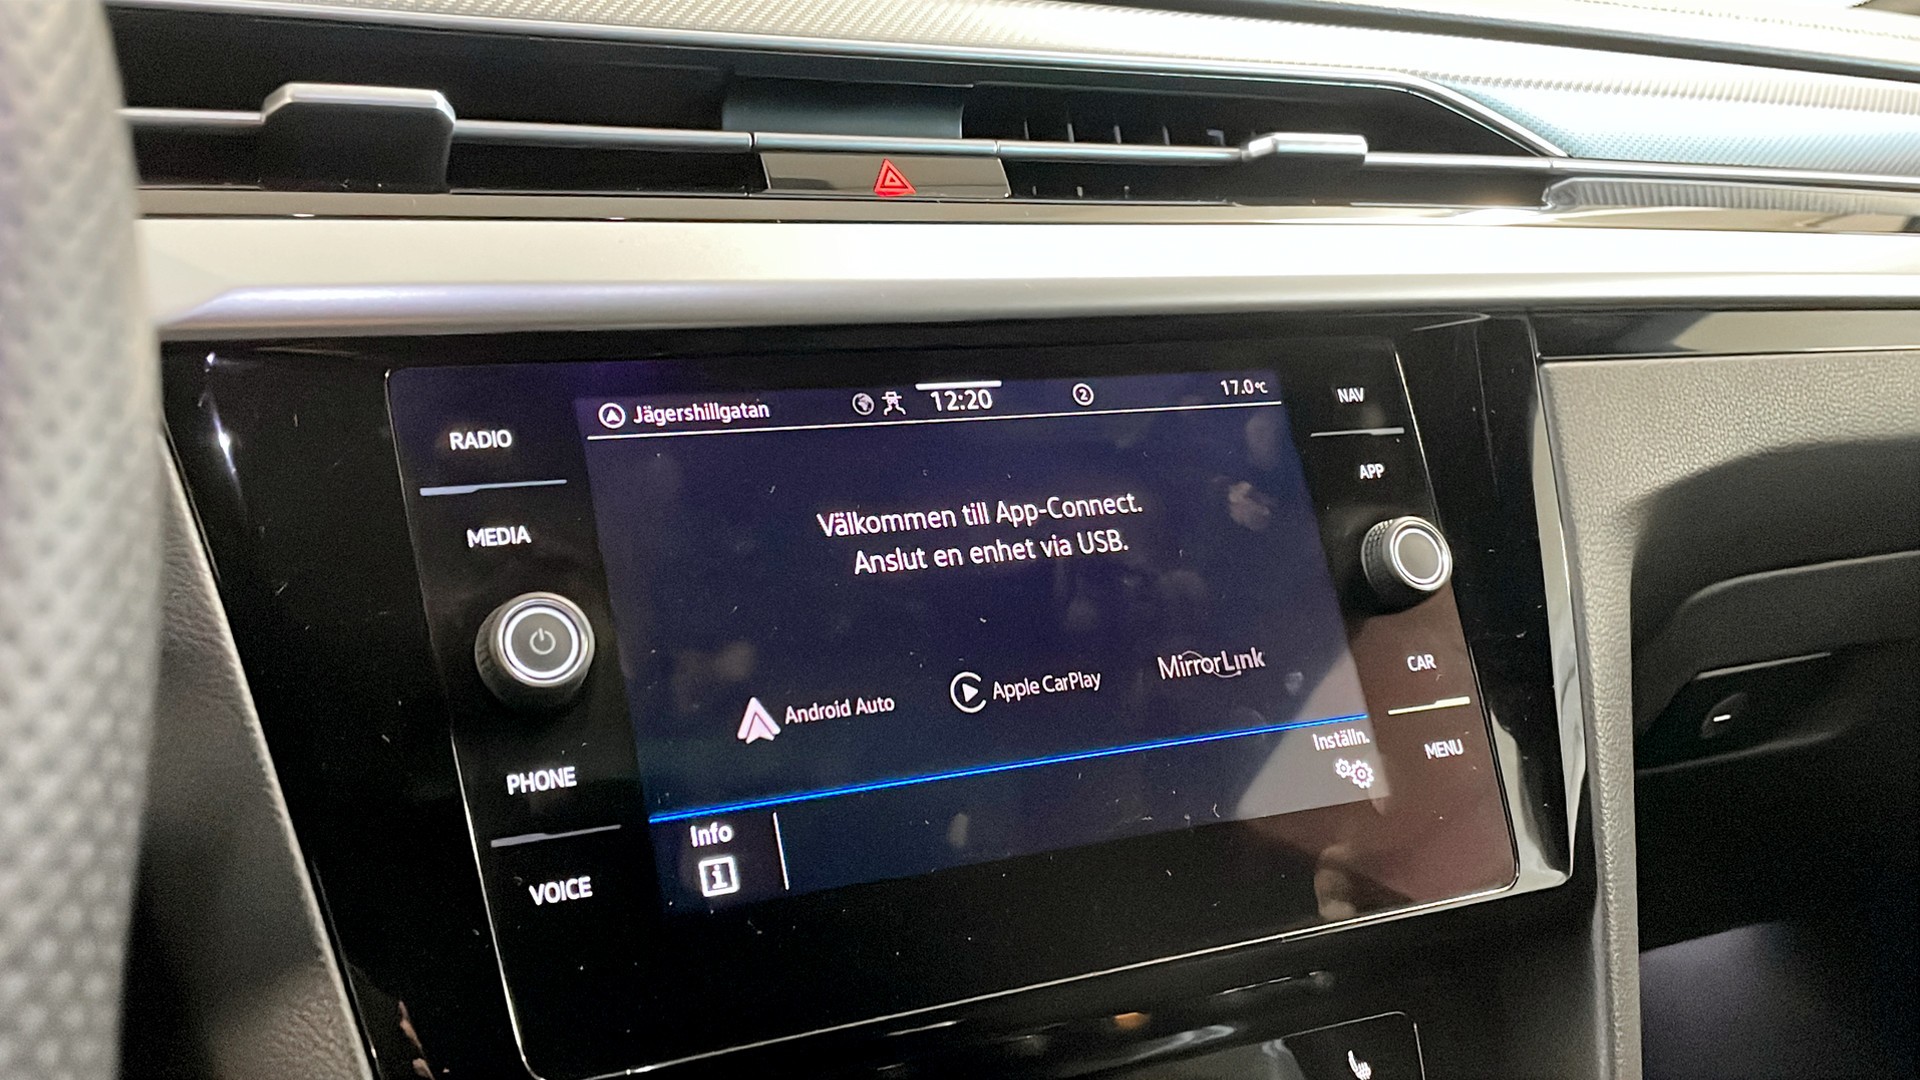 Jägershillgatan 12:20 2 17.0°C
RADIO
MEDIA
PHONE
VOICE
Välkommen till App-Connect.
Anslut en enhet via USB.
Android Auto
Apple CarPlay
MirrorLink
Inställn.
Info
i
NAV
APP
CAR
MENU